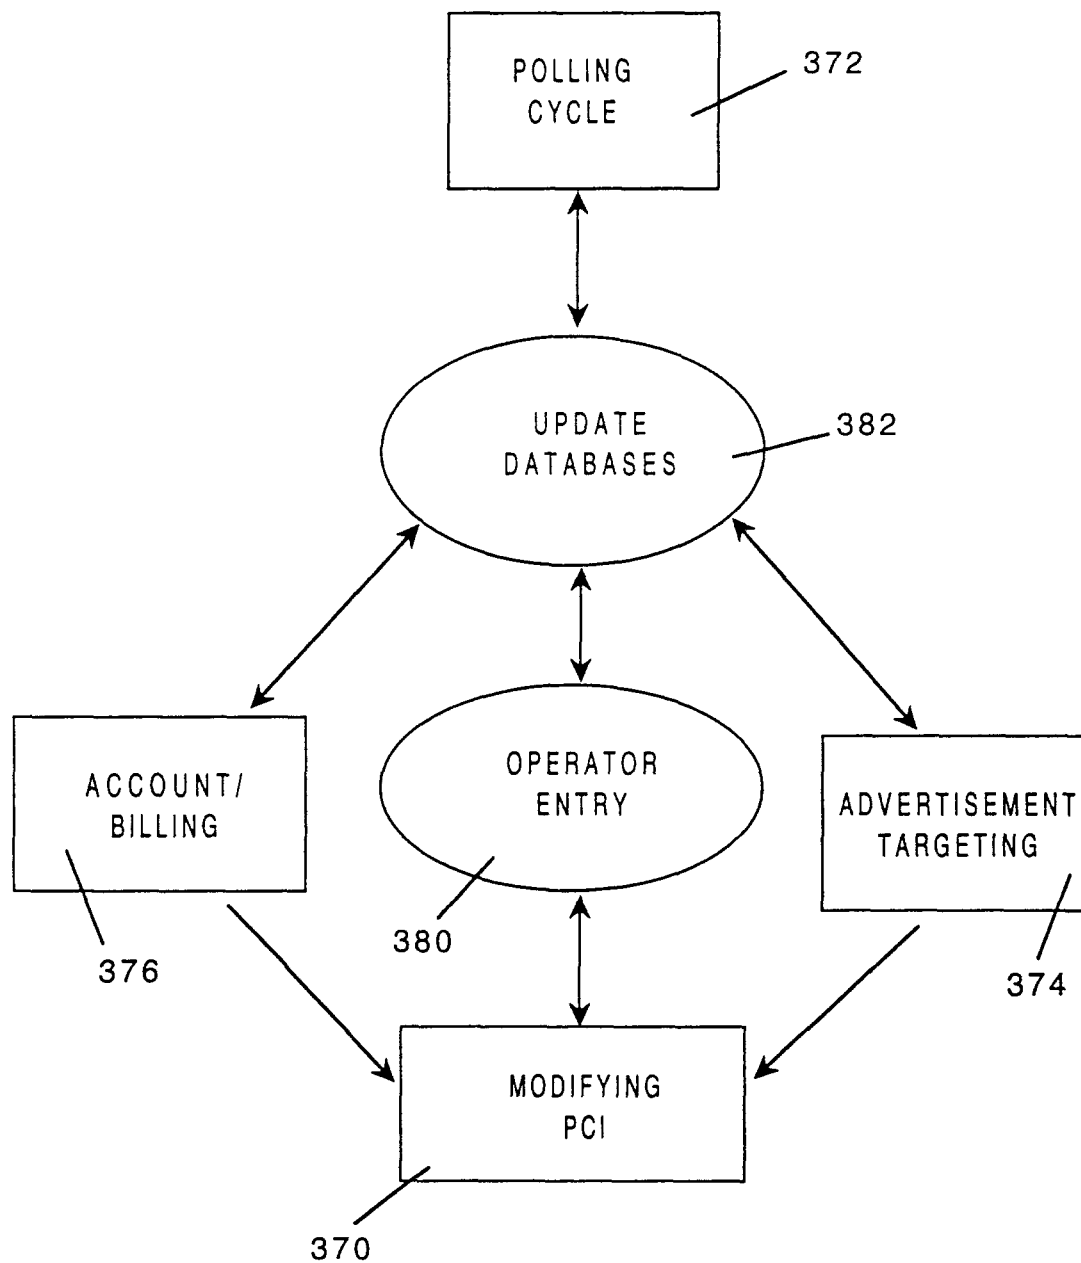 POLLING
CYCLE
372
UPDATE
DATABASES
382
ACCOUNT/
BILLING
376
OPERATOR
ENTRY
380
ADVERTISEMENT
TARGETING
374
MODIFYING
PCI
370